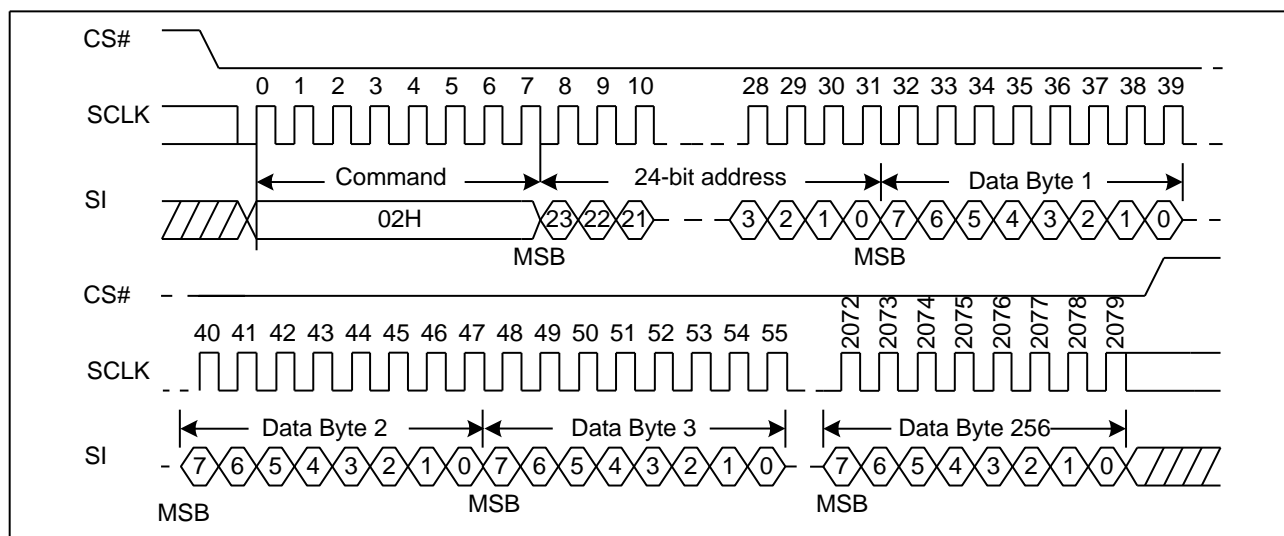 CS#
0 1 2 3 4 5 6 7 8 9 10 28 29 30 31 32 33 34 35 36 37 38 39
SCLK
Command 24-bit address Data Byte 1
SI
02H 23 22 21 3 2 1 0 7 6 5 4 3 2 1 0
MSB MSB
CS#
40 41 42 43 44 45 46 47 48 49 50 51 52 53 54 55 2072 2073 2074 2075 2076 2077 2078 2079
SCLK
Data Byte 2 Data Byte 3 Data Byte 256
SI
7 6 5 4 3 2 1 0 7 6 5 4 3 2 1 0 7 6 5 4 3 2 1 0
MSB MSB MSB